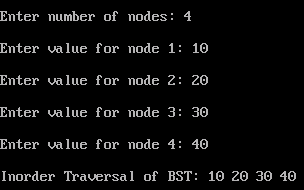 Enter number of nodes: 4
Enter value for node 1: 10
Enter value for node 2: 20
Enter value for node 3: 30
Enter value for node 4: 40
Inorder Traversal of BST: 10 20 30 40